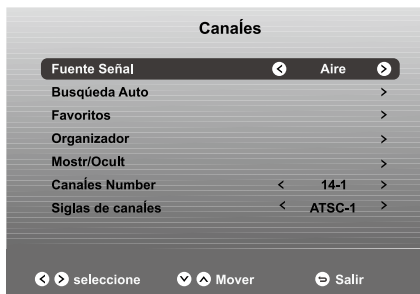 Canaĺes
Fuente Señal < Aire >
Busqúeda Auto >
Favoritos >
Organizador >
Mostr/Ocult >
Canaĺes Number < 14-1 >
Siglas de canaĺes < ATSC-1 >
seleccione Mover Salir